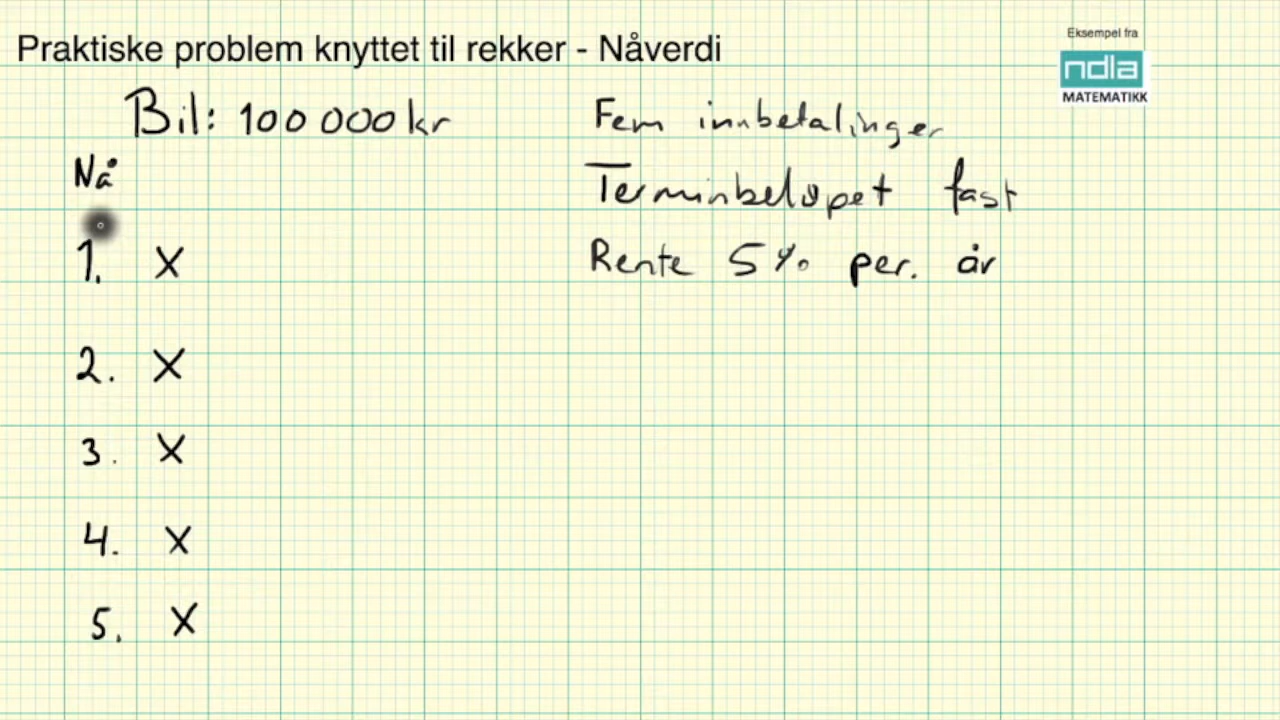 Praktiske problem knyttet til rekker - Nåverdi
Eksempel fra
ndla
MATEMATIKK
Bil: 100 000 kr
Nå
1. X
2. X
3. X
4. X
5. X
Fem innbetalinger
Terminbeløpet fast
Rente 5% per. år